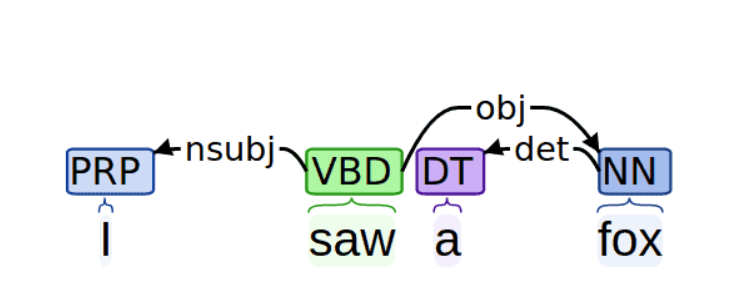 obj
nsubj det
PRP VBD DT NN
I saw a fox